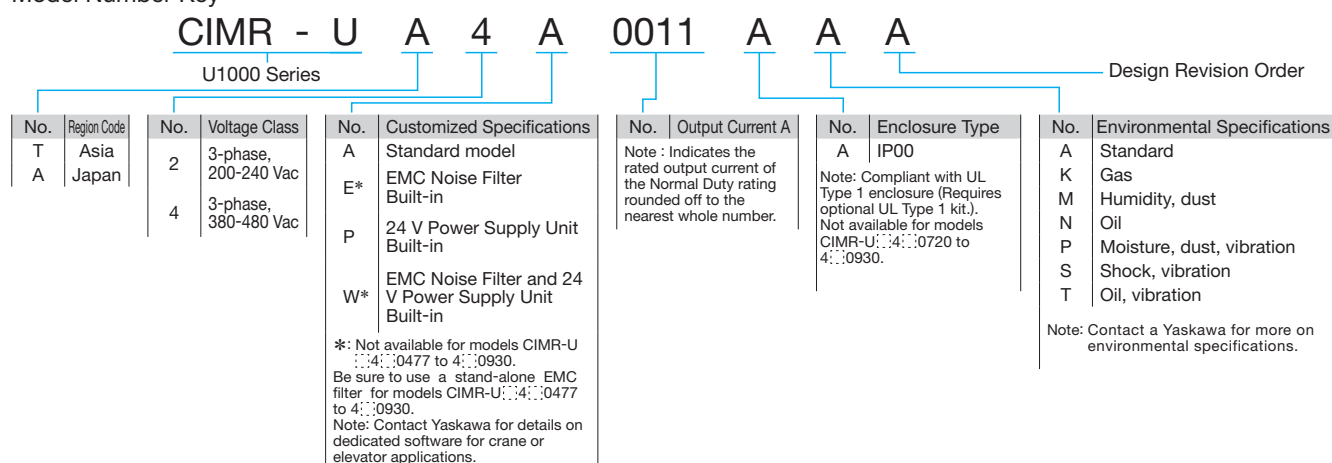 CIMR - U A 4 A 0011 A A A
U1000 Series
Design Revision Order
No. Region Code
T Asia
A Japan
No. Voltage Class
2 3-phase,
200-240 Vac
4 3-phase,
380-480 Vac
No. Customized Specifications
A Standard model
E* EMC Noise Filter
Built-in
P 24 V Power Supply Unit
Built-in
W* EMC Noise Filter and 24
V Power Supply Unit
Built-in
*: Not available for models CIMR-U
⬚4⬚0477 to 4⬚0930.
Be sure to use a stand-alone EMC
filter for models CIMR-U⬚4⬚0477
to 4⬚0930.
Note: Contact Yaskawa for details on
dedicated software for crane or
elevator applications.
No. Output Current A
Note : Indicates the
rated output current of
the Normal Duty rating
rounded off to the
nearest whole number.
No. Enclosure Type
A IP00
Note: Compliant with UL
Type 1 enclosure (Requires
optional UL Type 1 kit.).
Not available for models
CIMR-U⬚4⬚0720 to
4⬚0930.
No. Environmental Specifications
A Standard
K Gas
M Humidity, dust
N Oil
P Moisture, dust, vibration
S Shock, vibration
T Oil, vibration
Note: Contact a Yaskawa for more on
environmental specifications.